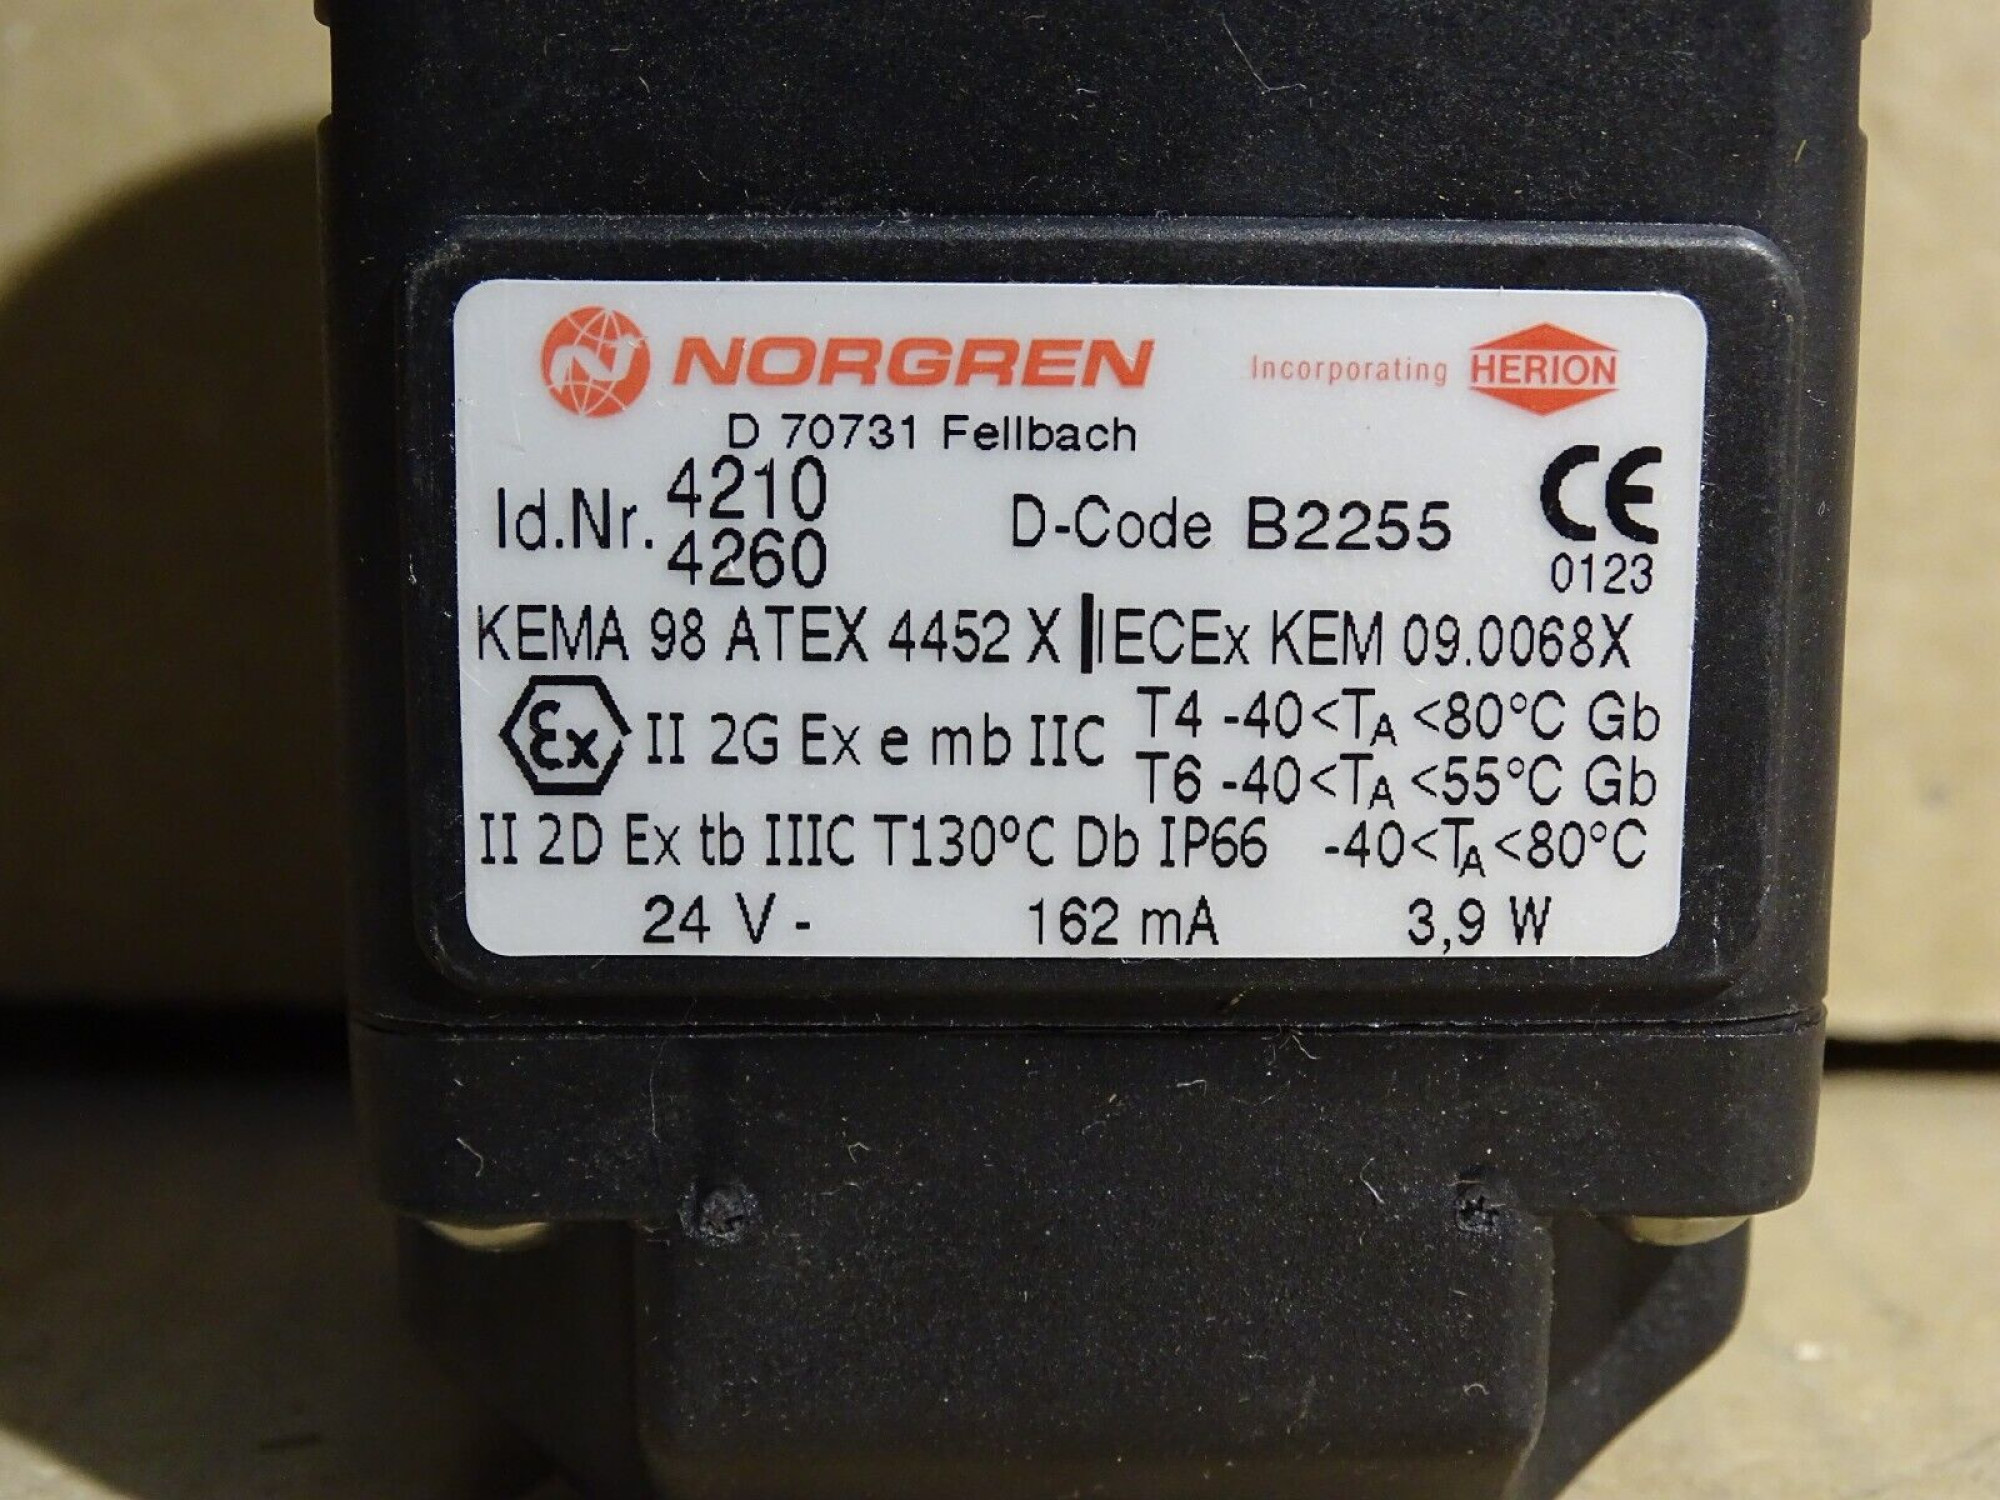 NORGREN Incorporating HERION
D 70731 Fellbach
Id.Nr. 4210 D-Code B2255 CE
4260 0123
KEMA 98 ATEX 4452 X | IECEx KEM 09.0068X
Ex II 2G Ex e mb IIC T4 -40<TA <80°C Gb
T6 -40<TA <55°C Gb
II 2D Ex tb IIIC T130°C Db IP66 -40<TA<80°C
24 V - 162 mA 3,9 W